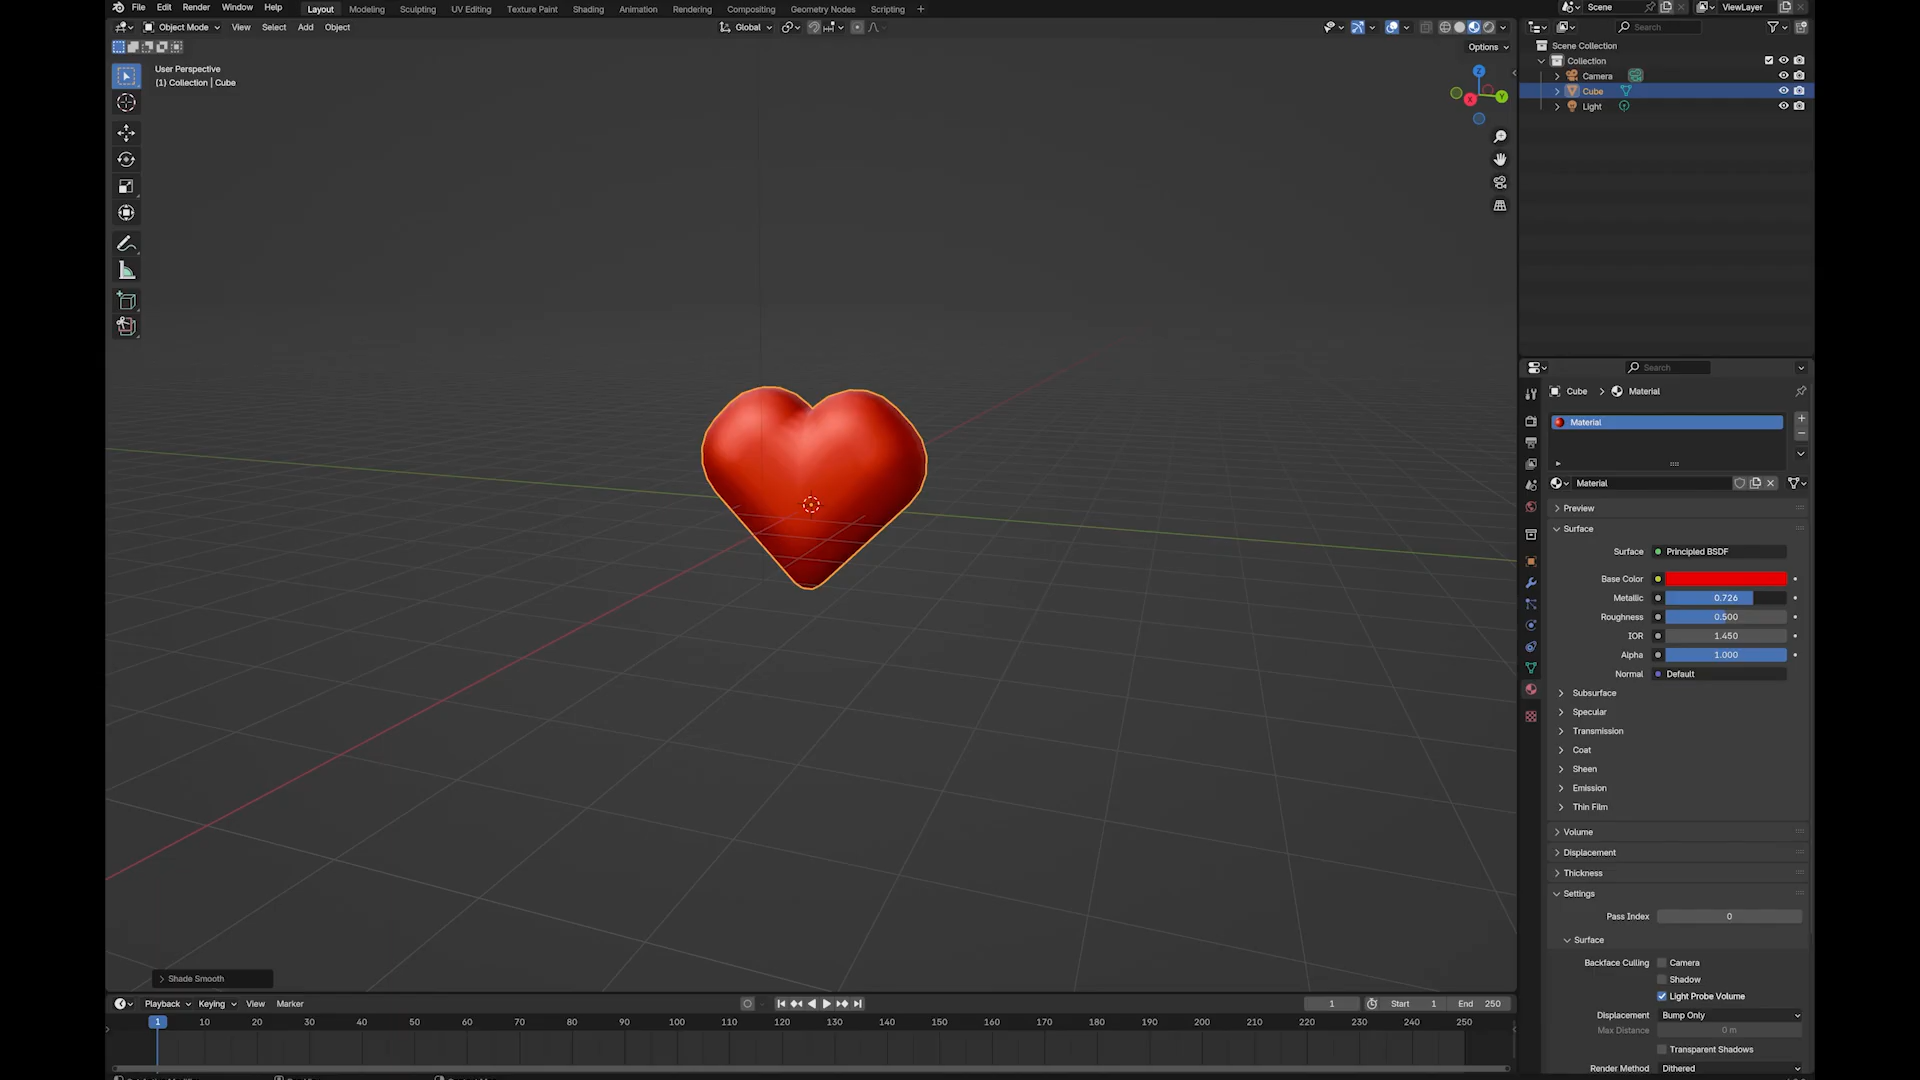 File Edit Render Window Help Layout Modeling Sculpting UV Editing Texture Paint Shading Animation Rendering Compositing Geometry Nodes Scripting + Scene ViewLayer
Object Mode View Select Add Object Global Search
Options
User Perspective
(1) Collection | Cube
Z
Y
X
Scene Collection
Collection
Camera
Cube
Light
Search
Cube > Material
Material
Material
Preview
Surface
Surface Principled BSDF
Base Color
Metallic 0.726
Roughness 0.500
IOR 1.450
Alpha 1.000
Normal Default
Subsurface
Specular
Transmission
Coat
Sheen
Emission
Thin Film
Volume
Displacement
Thickness
Settings
Pass Index 0
Surface
Backface Culling Camera
Shadow
Light Probe Volume
Displacement Bump Only
Max Distance 0 m
Transparent Shadows
Render Method Dithered
Shade Smooth
Playback Keying View Marker 1 Start 1 End 250
1 10 20 30 40 50 60 70 80 90 100 110 120 130 140 150 160 170 180 190 200 210 220 230 240 250